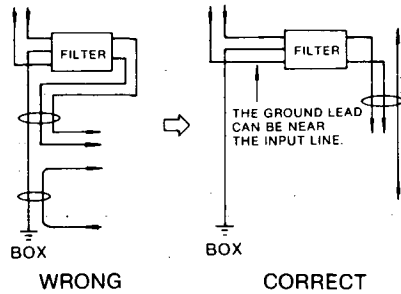 FILTER
FILTER
THE GROUND LEAD
CAN BE NEAR
THE INPUT LINE.
BOX
BOX
WRONG
CORRECT